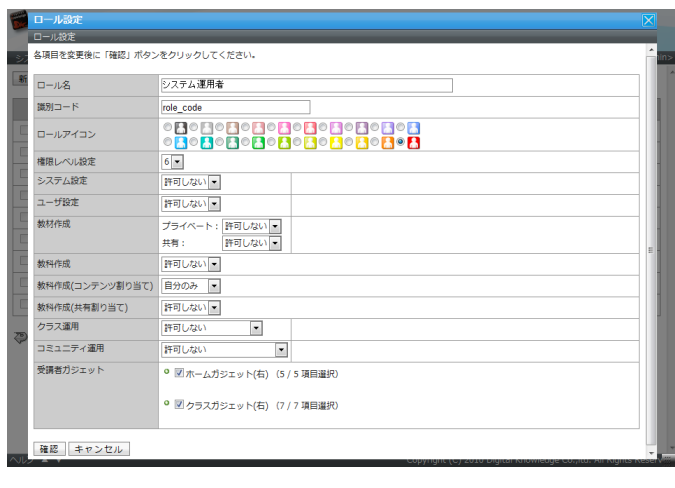 ロール設定
ロール設定
各項目を変更後に「確認」ボタンをクリックしてください。
ロール名 システム運用者
識別コード role_code
ロールアイコン
権限レベル設定 6
システム設定 許可しない
ユーザ設定 許可しない
教材作成 プライベート： 許可しない
共有： 許可しない
教科作成 許可しない
教科作成(コンテンツ割り当て) 自分のみ
教科作成(共有割り当て) 許可しない
クラス運用 許可しない
コミュニティ運用 許可しない
受講者ガジェット ホームガジェット(右) （5 / 5 項目選択）
クラスガジェット(右) （7 / 7 項目選択）
確認 キャンセル
ヘルプ